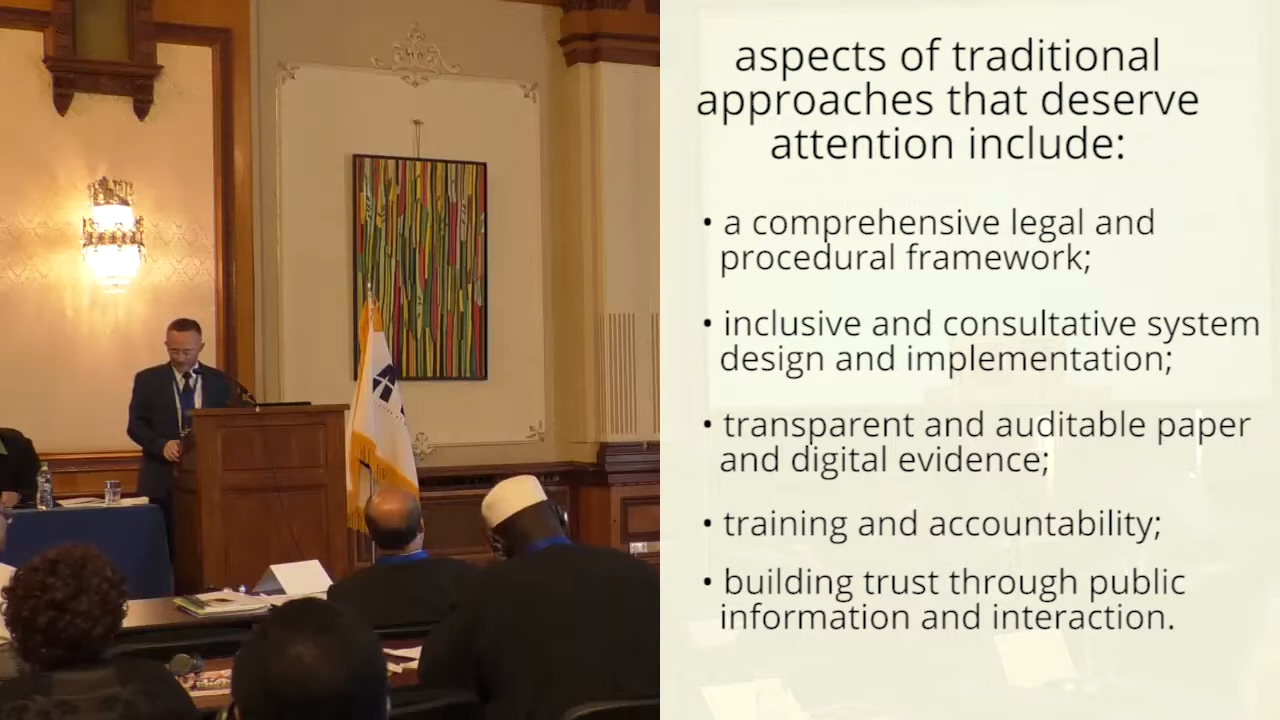 aspects of traditional
approaches that deserve
attention include:
• a comprehensive legal and
procedural framework;
• inclusive and consultative system
design and implementation;
• transparent and auditable paper
and digital evidence;
• training and accountability;
• building trust through public
information and interaction.